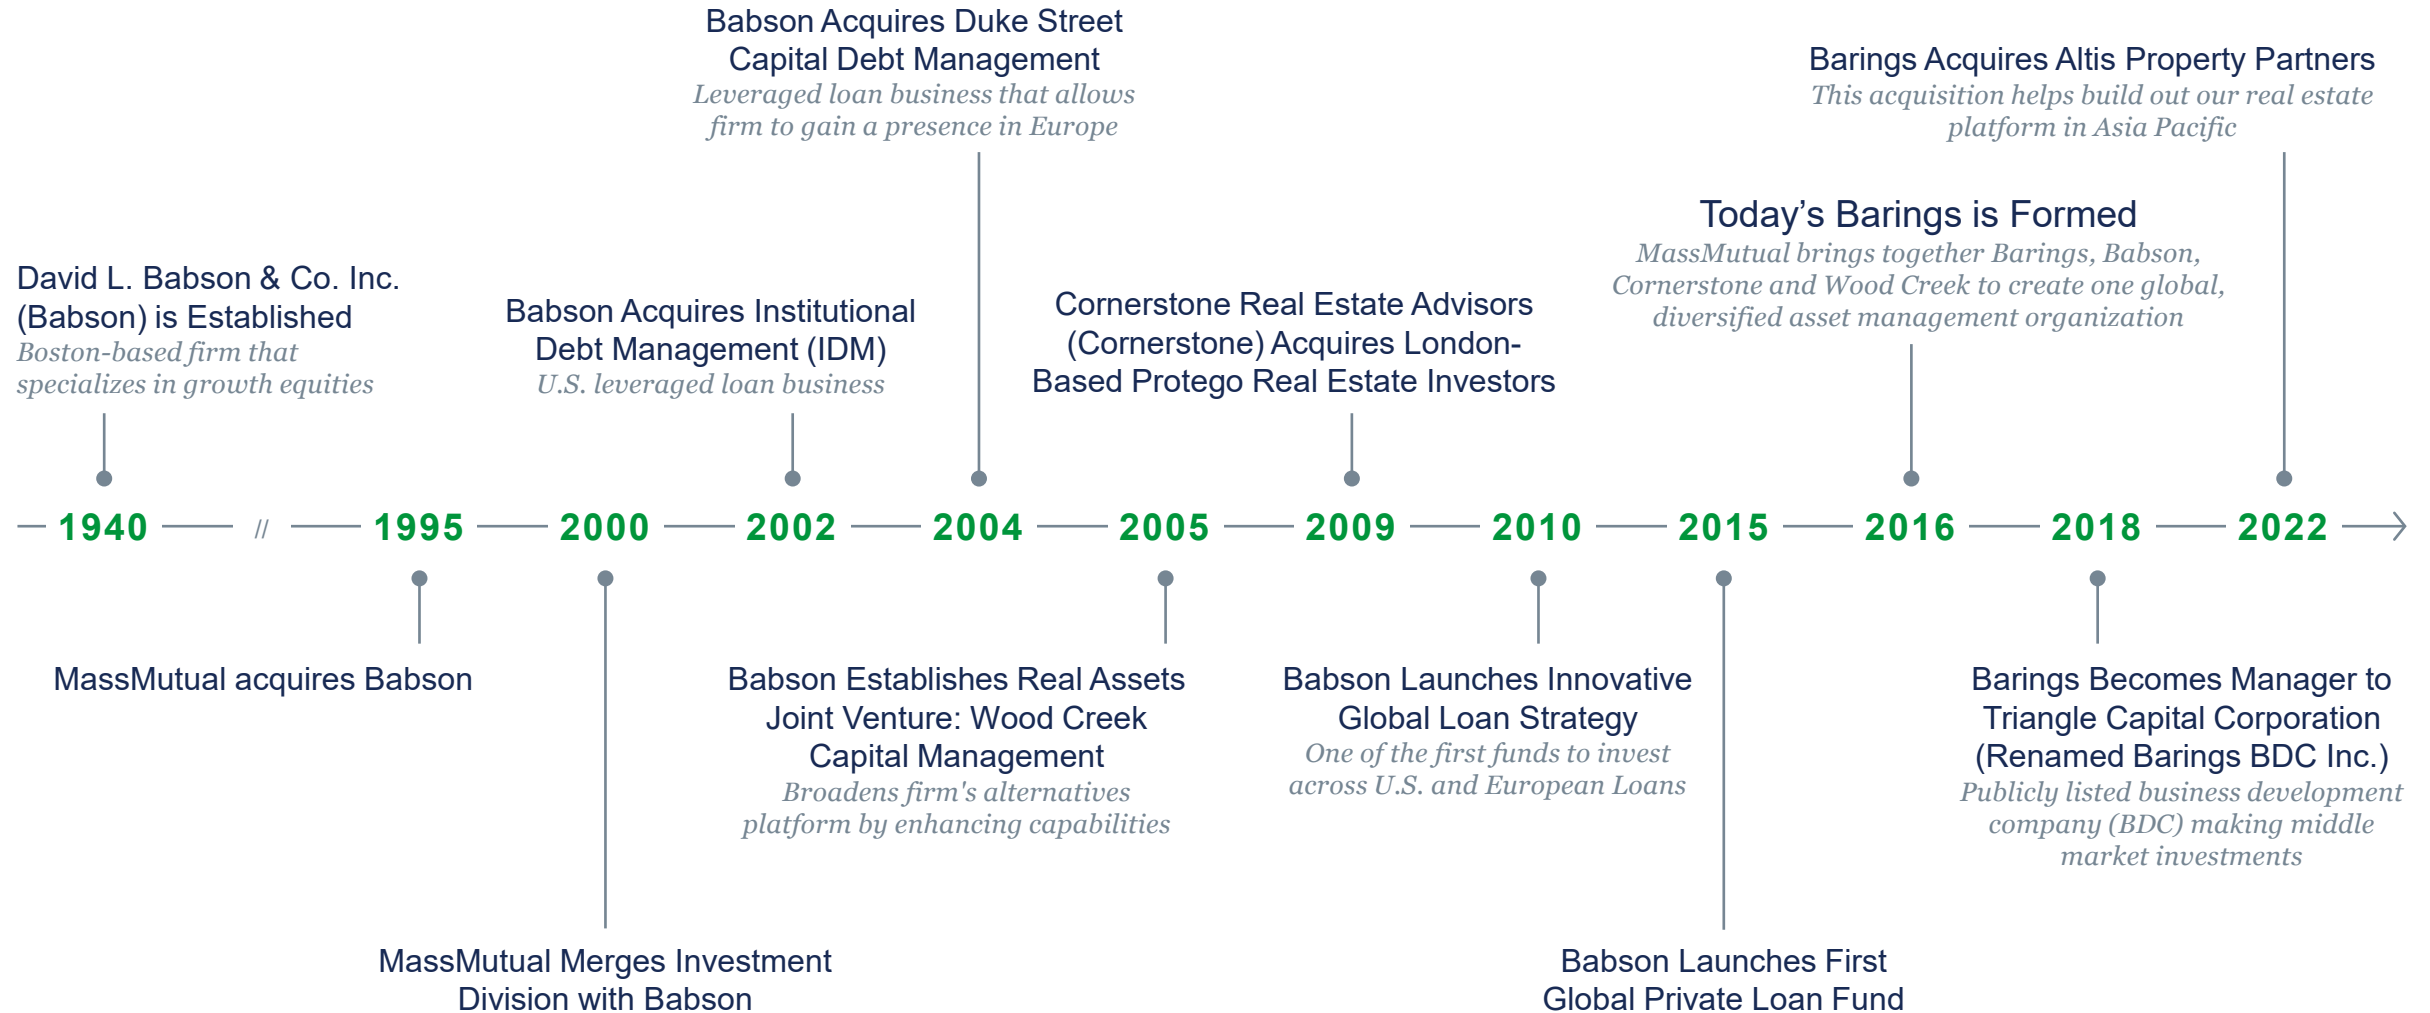 Babson Acquires Duke Street
Capital Debt Management
Leveraged loan business that allows
firm to gain a presence in Europe
Barings Acquires Altis Property Partners
This acquisition helps build out our real estate
platform in Asia Pacific
Today’s Barings is Formed
MassMutual brings together Barings, Babson,
Cornerstone and Wood Creek to create one global,
diversified asset management organization
David L. Babson & Co. Inc.
(Babson) is Established
Boston-based firm that
specializes in growth equities
Babson Acquires Institutional
Debt Management (IDM)
U.S. leveraged loan business
Cornerstone Real Estate Advisors
(Cornerstone) Acquires London-
Based Protego Real Estate Investors
1940 // 1995 2000 2002 2004 2005 2009 2010 2015 2016 2018 2022
MassMutual acquires Babson
Babson Establishes Real Assets
Joint Venture: Wood Creek
Capital Management
Broadens firm's alternatives
platform by enhancing capabilities
Babson Launches Innovative
Global Loan Strategy
One of the first funds to invest
across U.S. and European Loans
Barings Becomes Manager to
Triangle Capital Corporation
(Renamed Barings BDC Inc.)
Publicly listed business development
company (BDC) making middle
market investments
MassMutual Merges Investment
Division with Babson
Babson Launches First
Global Private Loan Fund